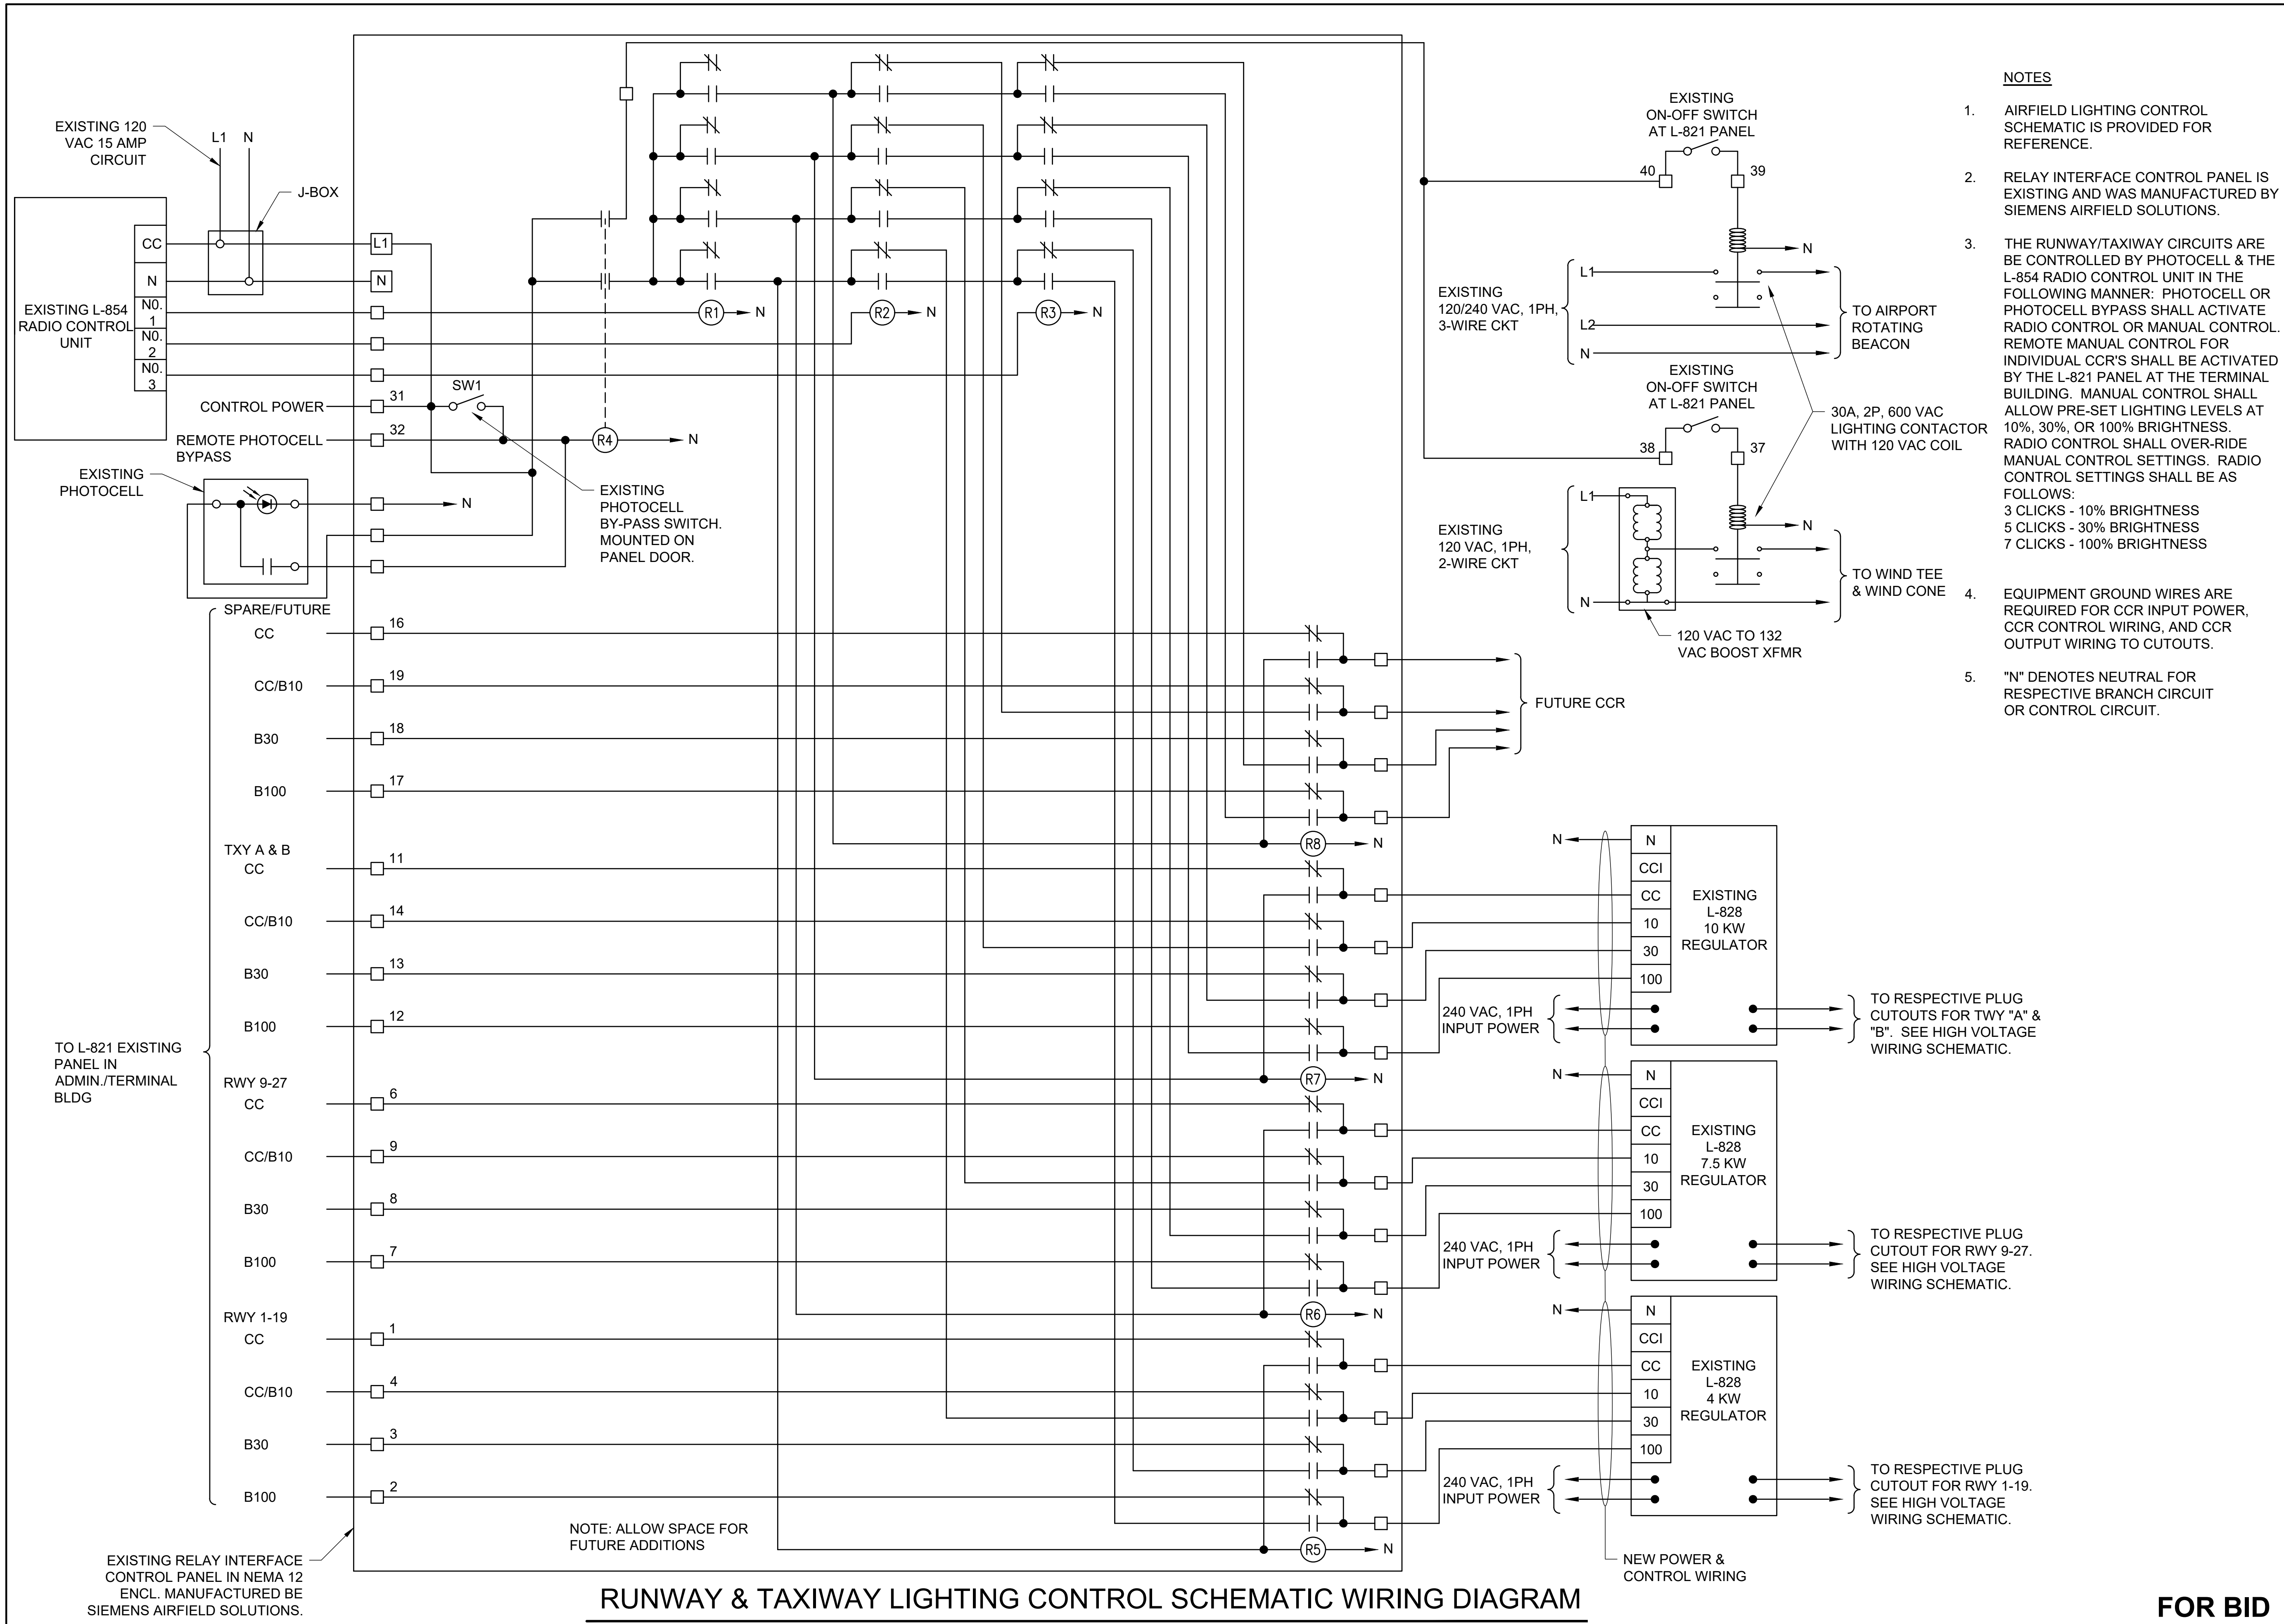 EXISTING 120
VAC 15 AMP
CIRCUIT
L1 N
J-BOX
EXISTING L-854
RADIO CONTROL
UNIT
CC
N
N0.
1
N0.
2
N0.
3
L1
N
CONTROL POWER
31
SW1
REMOTE PHOTOCELL
BYPASS
32
R4
N
EXISTING
PHOTOCELL
N
EXISTING
PHOTOCELL
BY-PASS SWITCH.
MOUNTED ON
PANEL DOOR.
R1
N
R2
N
R3
N
TO L-821 EXISTING
PANEL IN
ADMIN./TERMINAL
BLDG
SPARE/FUTURE
CC
16
CC/B10
19
B30
18
B100
17
R8
N
TXY A & B
CC
11
CC/B10
14
B30
13
B100
12
R7
N
RWY 9-27
CC
6
CC/B10
9
B30
8
B100
7
R6
N
RWY 1-19
CC
1
CC/B10
4
B30
3
B100
2
R5
N
NOTE: ALLOW SPACE FOR
FUTURE ADDITIONS
EXISTING RELAY INTERFACE
CONTROL PANEL IN NEMA 12
ENCL. MANUFACTURED BE
SIEMENS AIRFIELD SOLUTIONS.
EXISTING
ON-OFF SWITCH
AT L-821 PANEL
40
39
N
EXISTING
120/240 VAC, 1PH,
3-WIRE CKT
L1
L2
N
TO AIRPORT
ROTATING
BEACON
EXISTING
ON-OFF SWITCH
AT L-821 PANEL
38
37
30A, 2P, 600 VAC
LIGHTING CONTACTOR
WITH 120 VAC COIL
N
EXISTING
120 VAC, 1PH,
2-WIRE CKT
L1
N
TO WIND TEE
& WIND CONE
120 VAC TO 132
VAC BOOST XFMR
FUTURE CCR
N
N
CCI
CC
10
30
100
EXISTING
L-828
10 KW
REGULATOR
240 VAC, 1PH
INPUT POWER
TO RESPECTIVE PLUG
CUTOUTS FOR TWY "A" &
"B". SEE HIGH VOLTAGE
WIRING SCHEMATIC.
N
N
CCI
CC
10
30
100
EXISTING
L-828
7.5 KW
REGULATOR
240 VAC, 1PH
INPUT POWER
TO RESPECTIVE PLUG
CUTOUT FOR RWY 9-27.
SEE HIGH VOLTAGE
WIRING SCHEMATIC.
N
N
CCI
CC
10
30
100
EXISTING
L-828
4 KW
REGULATOR
240 VAC, 1PH
INPUT POWER
TO RESPECTIVE PLUG
CUTOUT FOR RWY 1-19.
SEE HIGH VOLTAGE
WIRING SCHEMATIC.
NEW POWER &
CONTROL WIRING
NOTES
1. AIRFIELD LIGHTING CONTROL
SCHEMATIC IS PROVIDED FOR
REFERENCE.
2. RELAY INTERFACE CONTROL PANEL IS
EXISTING AND WAS MANUFACTURED BY
SIEMENS AIRFIELD SOLUTIONS.
3. THE RUNWAY/TAXIWAY CIRCUITS ARE
BE CONTROLLED BY PHOTOCELL & THE
L-854 RADIO CONTROL UNIT IN THE
FOLLOWING MANNER: PHOTOCELL OR
PHOTOCELL BYPASS SHALL ACTIVATE
RADIO CONTROL OR MANUAL CONTROL.
REMOTE MANUAL CONTROL FOR
INDIVIDUAL CCR'S SHALL BE ACTIVATED
BY THE L-821 PANEL AT THE TERMINAL
BUILDING. MANUAL CONTROL SHALL
ALLOW PRE-SET LIGHTING LEVELS AT
10%, 30%, OR 100% BRIGHTNESS.
RADIO CONTROL SHALL OVER-RIDE
MANUAL CONTROL SETTINGS. RADIO
CONTROL SETTINGS SHALL BE AS
FOLLOWS:
3 CLICKS - 10% BRIGHTNESS
5 CLICKS - 30% BRIGHTNESS
7 CLICKS - 100% BRIGHTNESS
4. EQUIPMENT GROUND WIRES ARE
REQUIRED FOR CCR INPUT POWER,
CCR CONTROL WIRING, AND CCR
OUTPUT WIRING TO CUTOUTS.
5. "N" DENOTES NEUTRAL FOR
RESPECTIVE BRANCH CIRCUIT
OR CONTROL CIRCUIT.
RUNWAY & TAXIWAY LIGHTING CONTROL SCHEMATIC WIRING DIAGRAM
FOR BID